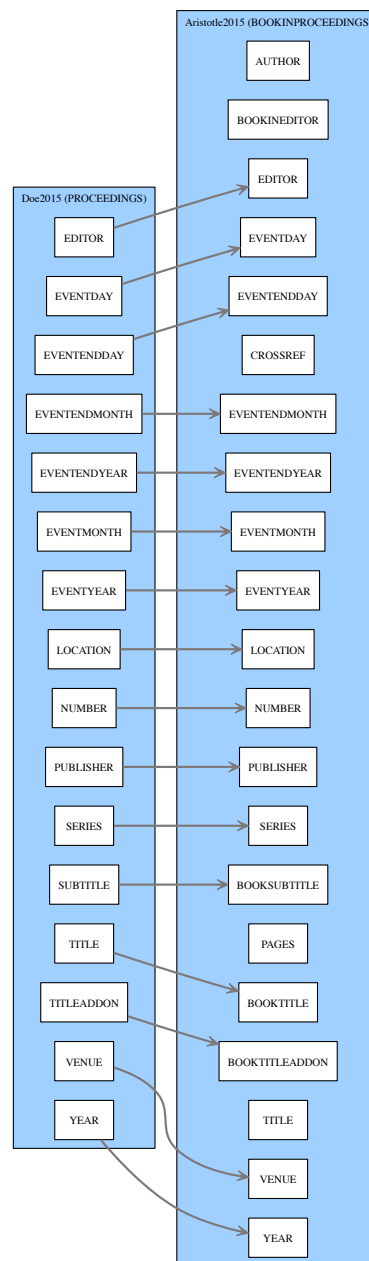 Aristotle2015 (BOOKINPROCEEDINGS
AUTHOR
BOOKINEDITOR
EDITOR
EVENTDAY
EVENTENDDAY
CROSSREF
EVENTENDMONTH
EVENTENDYEAR
EVENTMONTH
EVENTYEAR
LOCATION
NUMBER
PUBLISHER
SERIES
BOOKSUBTITLE
PAGES
BOOKTITLE
BOOKTITLEADDON
TITLE
VENUE
YEAR
Doe2015 (PROCEEDINGS)
EDITOR
EVENTDAY
EVENTENDDAY
EVENTENDMONTH
EVENTENDYEAR
EVENTMONTH
EVENTYEAR
LOCATION
NUMBER
PUBLISHER
SERIES
SUBTITLE
TITLE
TITLEADDON
VENUE
YEAR